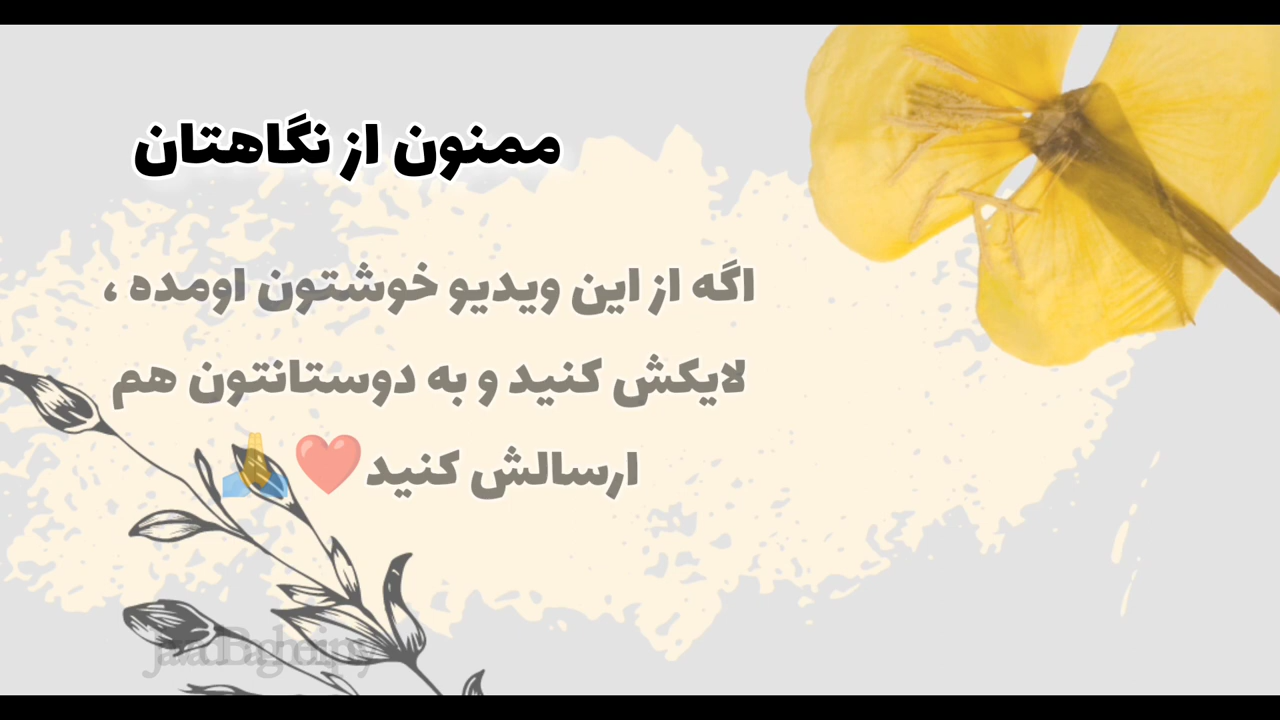 ممنون از نگاهتان
اگه از این ویدیو خوشتون اومده ،
لایکش کنید و به دوستانتون هم
ارسالش کنید❤️🙏